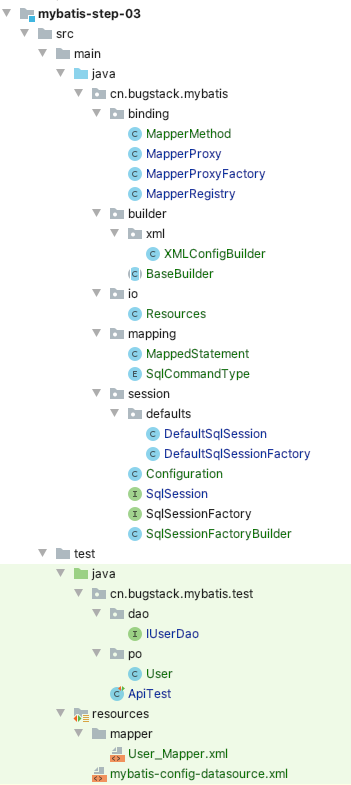 mybatis-step-03
src
main
java
cn.bugstack.mybatis
binding
MapperMethod
MapperProxy
MapperProxyFactory
MapperRegistry
builder
xml
XMLConfigBuilder
BaseBuilder
io
Resources
mapping
MappedStatement
SqlCommandType
session
defaults
DefaultSqlSession
DefaultSqlSessionFactory
Configuration
SqlSession
SqlSessionFactory
SqlSessionFactoryBuilder
test
java
cn.bugstack.mybatis.test
dao
IUserDao
po
User
ApiTest
resources
mapper
User_Mapper.xml
mybatis-config-datasource.xml